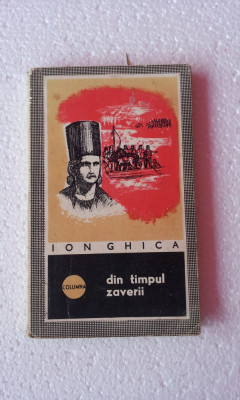 ION GHICA
COLUMNA
din timpul
zaverii